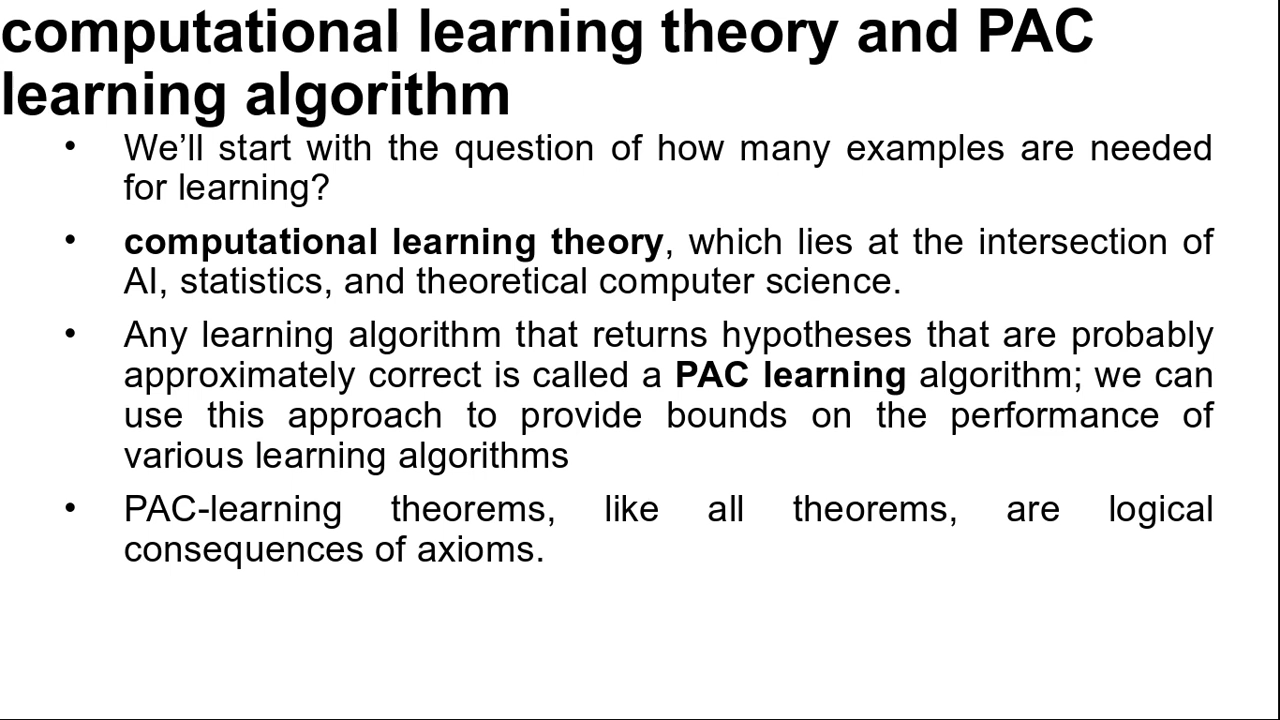 computational learning theory and PAC
learning algorithm
• We’ll start with the question of how many examples are needed
for learning?
• computational learning theory, which lies at the intersection of
AI, statistics, and theoretical computer science.
• Any learning algorithm that returns hypotheses that are probably
approximately correct is called a PAC learning algorithm; we can
use this approach to provide bounds on the performance of
various learning algorithms
• PAC-learning theorems, like all theorems, are logical
consequences of axioms.